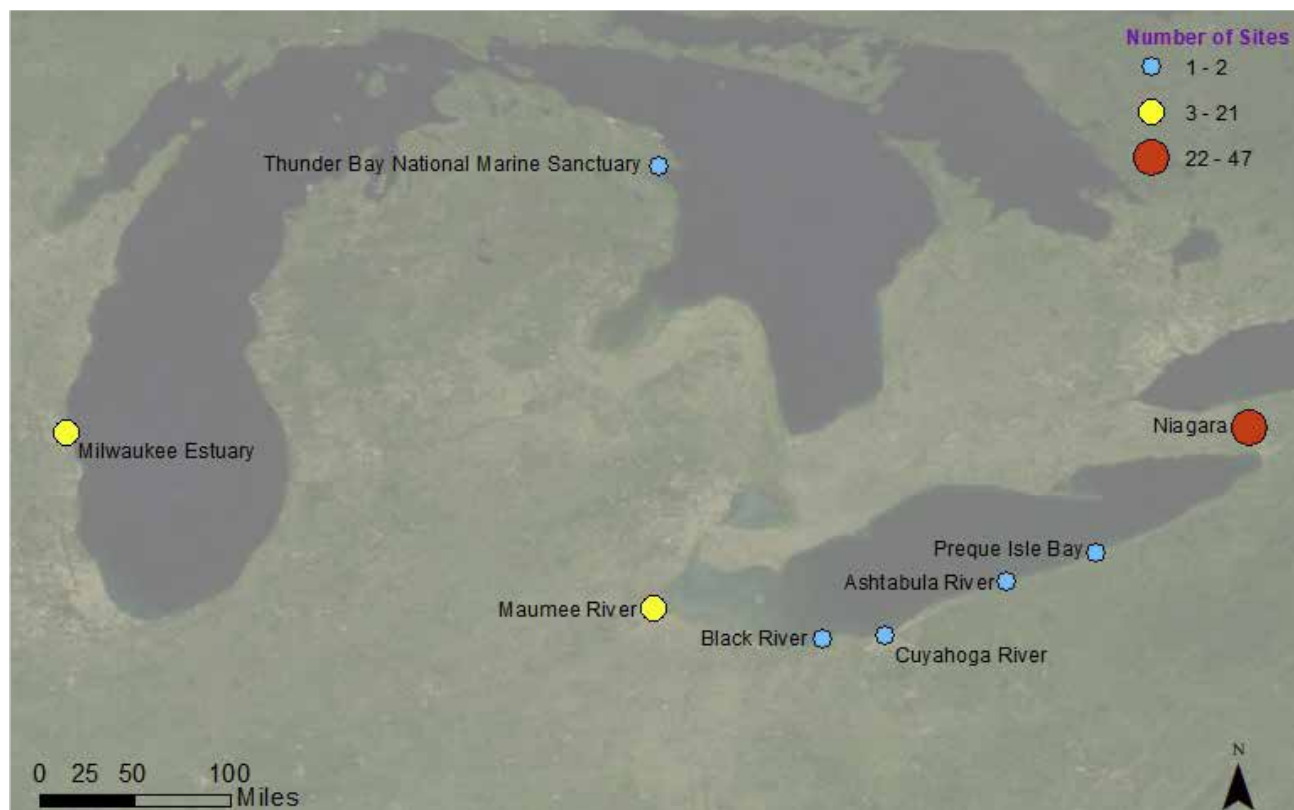 Number of Sites
1 - 2
3 - 21
22 - 47
Thunder Bay National Marine Sanctuary
Milwaukee Estuary
Niagara
Preque Isle Bay
Ashtabula River
Maumee River
Black River
Cuyahoga River
0 25 50 100
Miles
N